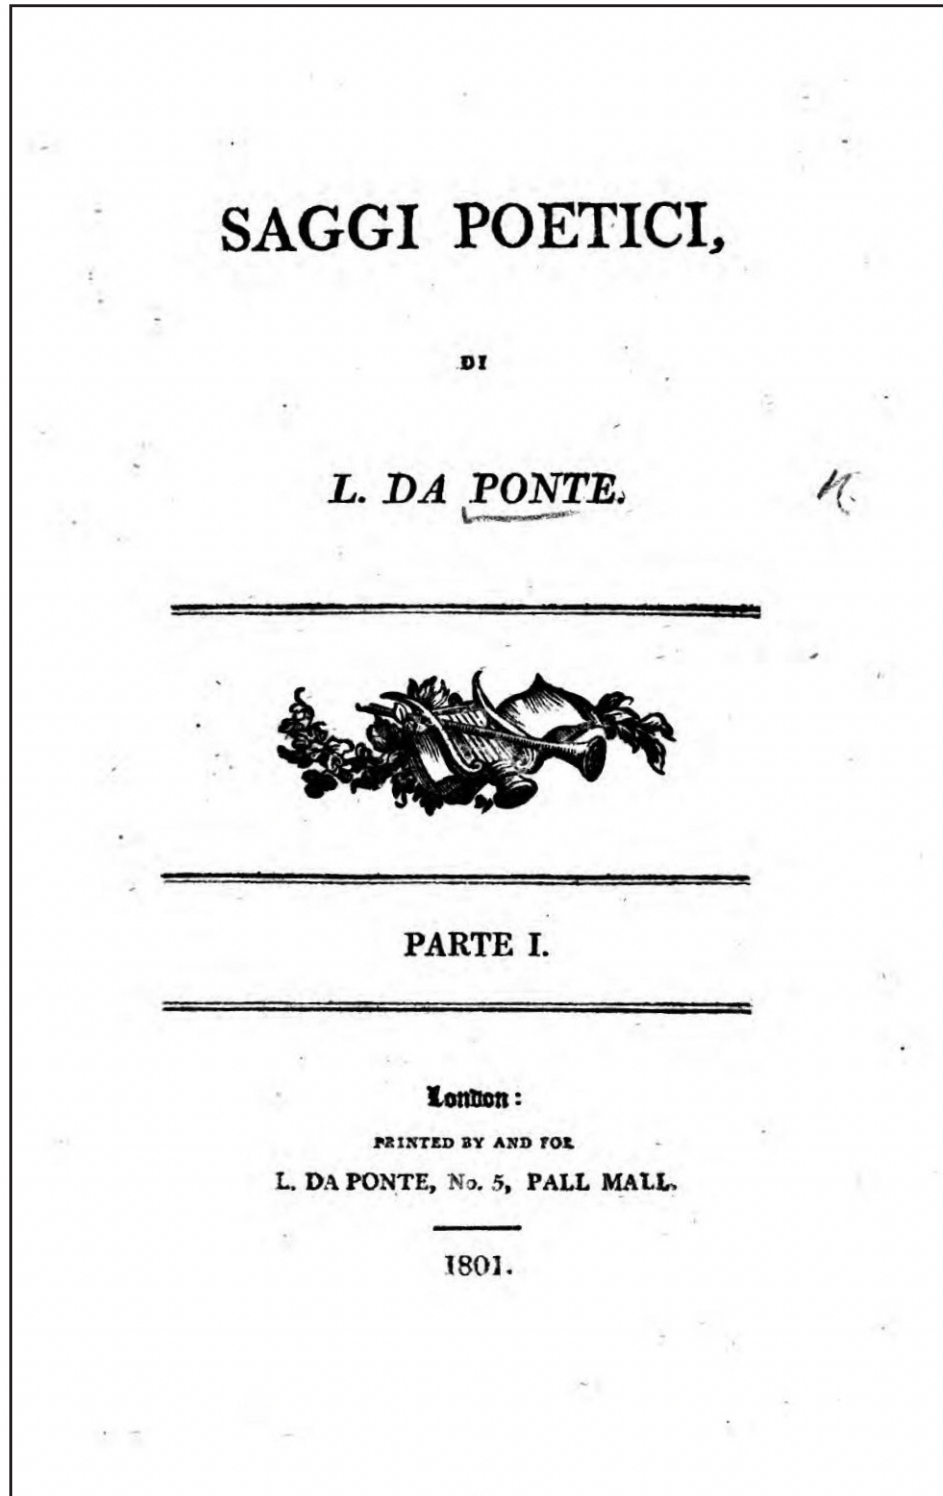 SAGGI POETICI,
DI
L. DA PONTE.
PARTE I.
London:
PRINTED BY AND FOR
L. DA PONTE, No. 5, PALL MALL.
1801.